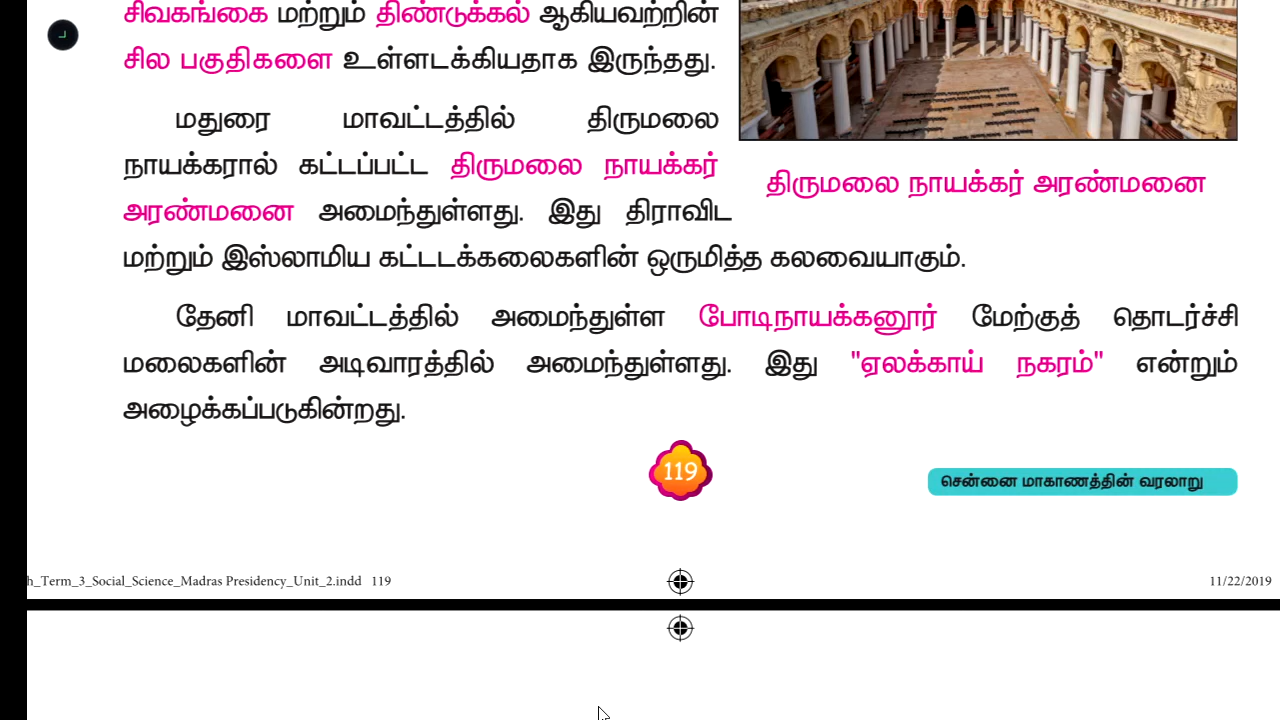 சிவகங்கை மற்றும் திண்டுக்கல் ஆகியவற்றின்
சில பகுதிகளை உள்ளடக்கியதாக இருந்தது.
மதுரை மாவட்டத்தில் திருமலை
நாயக்கரால் கட்டப்பட்ட திருமலை நாயக்கர்
அரண்மனை அமைந்துள்ளது. இது திராவிட
மற்றும் இஸ்லாமிய கட்டடக்கலைகளின் ஒருமித்த கலவையாகும்.
திருமலை நாயக்கர் அரண்மனை
தேனி மாவட்டத்தில் அமைந்துள்ள போடிநாயக்கனூர் மேற்குத் தொடர்ச்சி
மலைகளின் அடிவாரத்தில் அமைந்துள்ளது. இது "ஏலக்காய் நகரம்" என்றும்
அழைக்கப்படுகின்றது.
119
சென்னை மாகாணத்தின் வரலாறு
h_Term_3_Social_Science_Madras Presidency_Unit_2.indd 119
11/22/2019